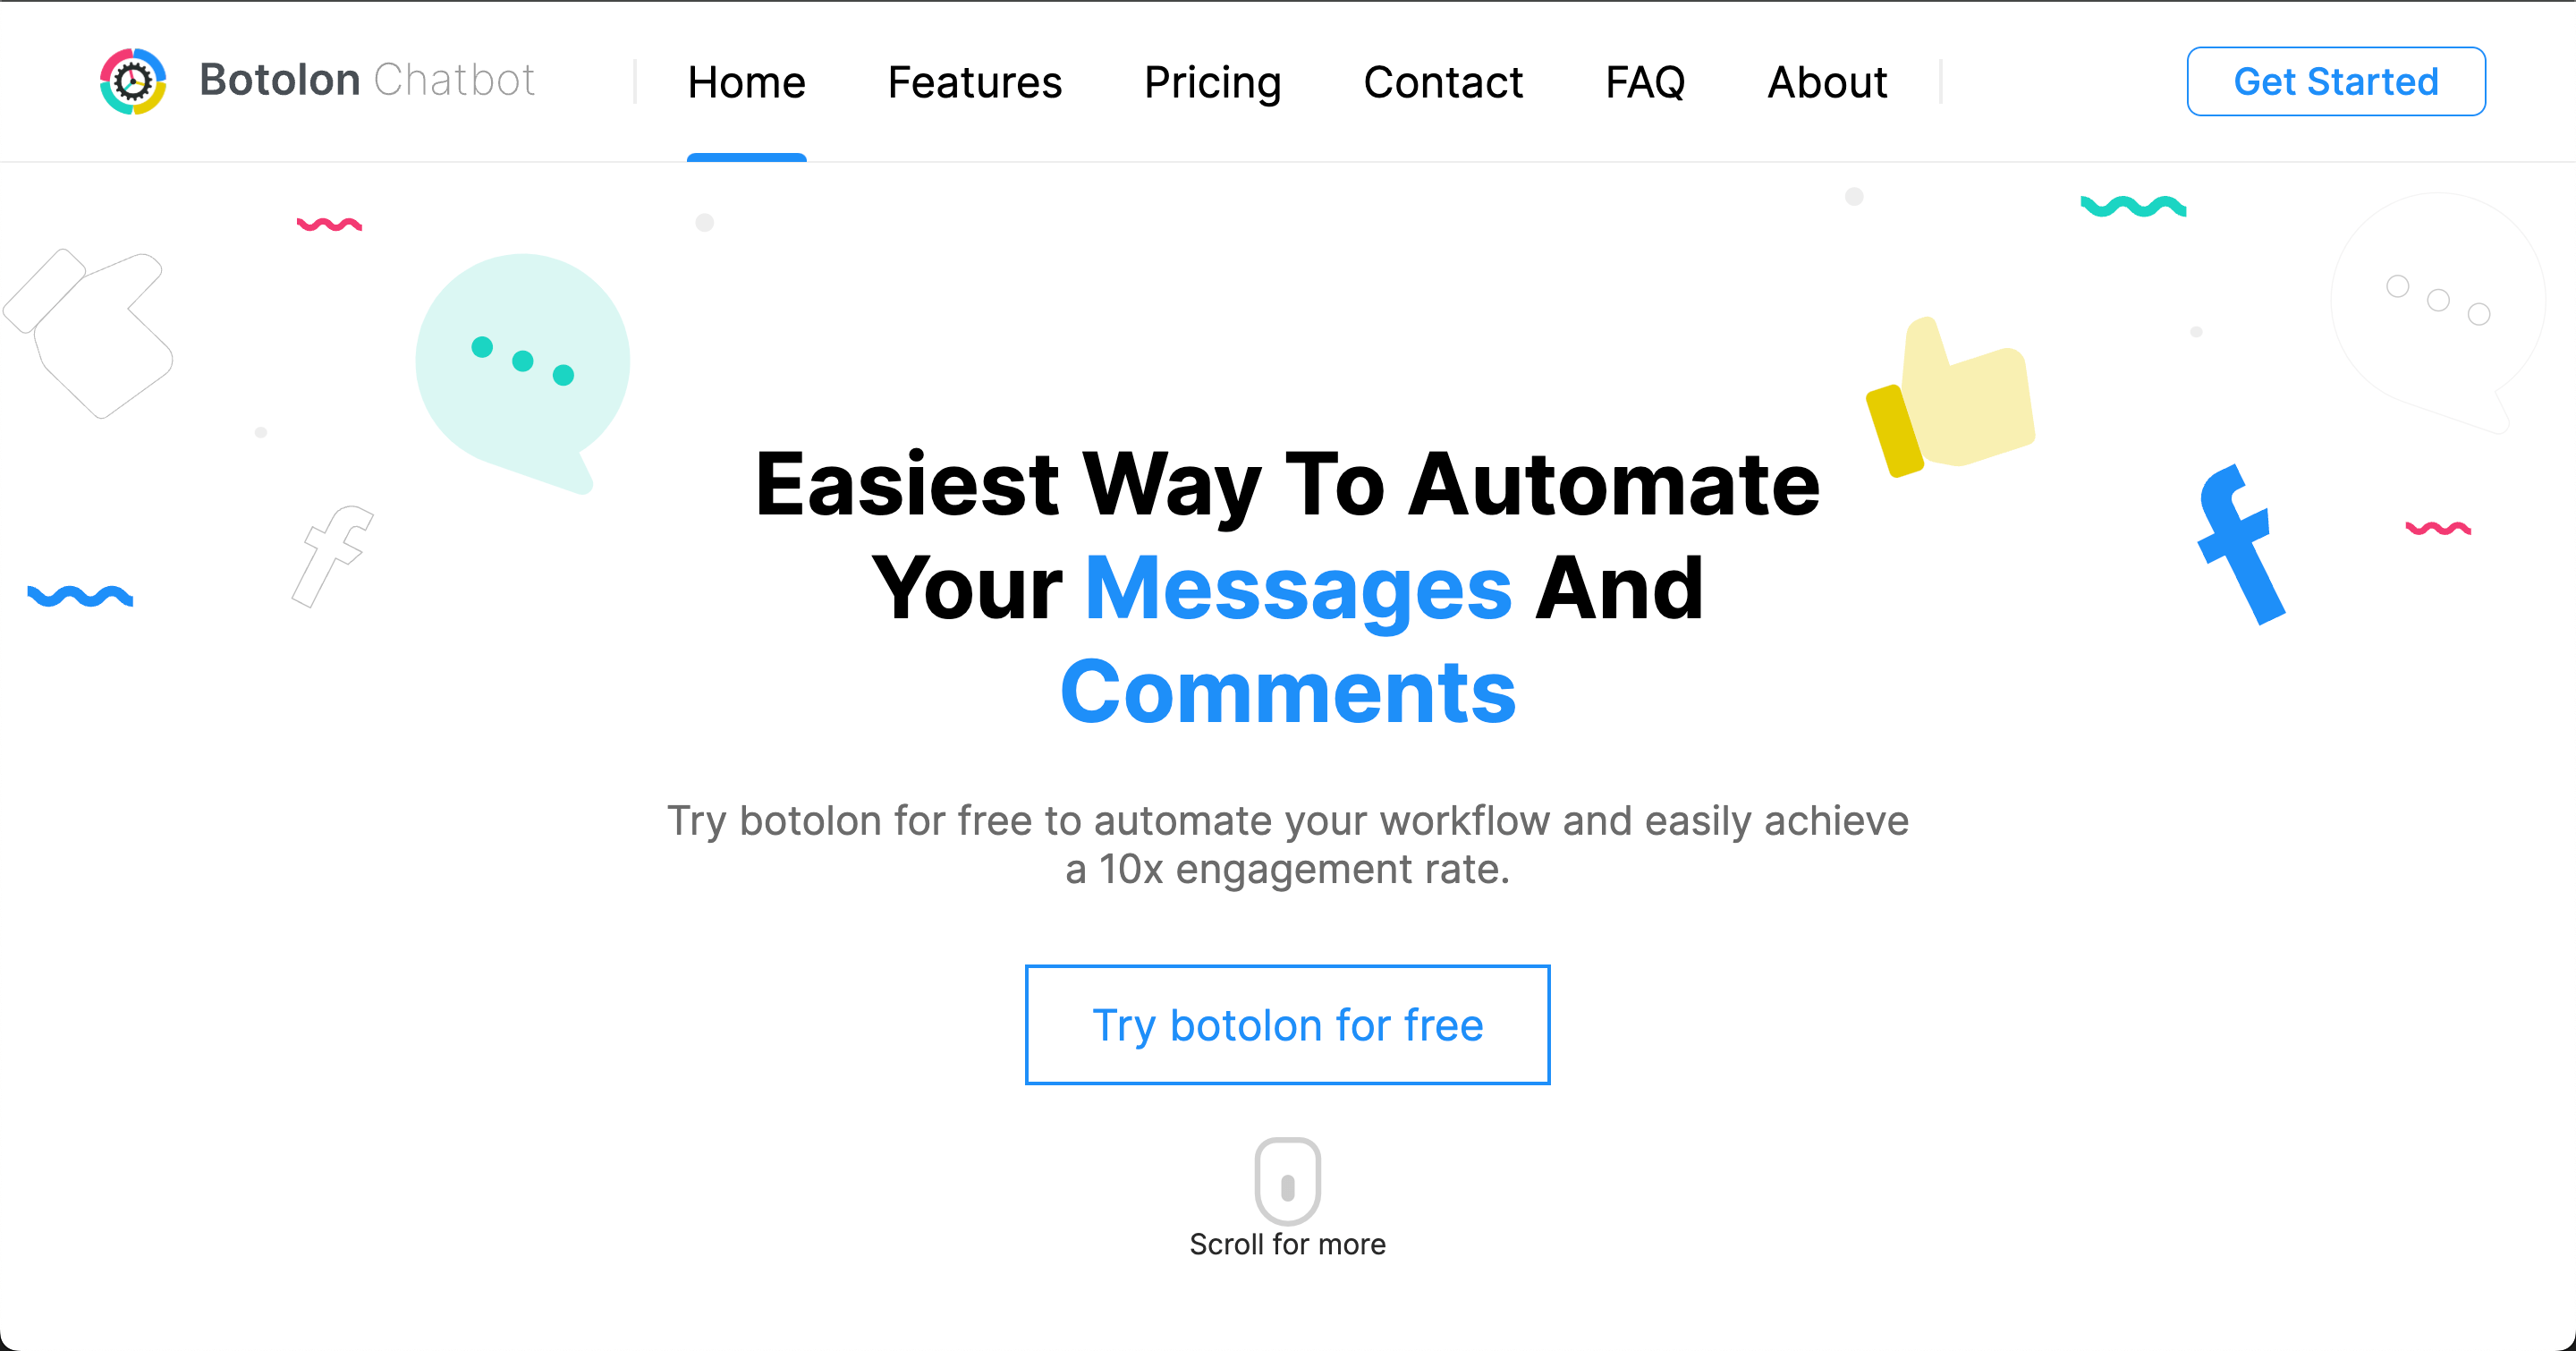 Botolon Chatbot
Home
Features
Pricing
Contact
FAQ
About
Get Started
Easiest Way To Automate
Your Messages And
Comments
Try botolon for free to automate your workflow and easily achieve
a 10x engagement rate.
Try botolon for free
Scroll for more